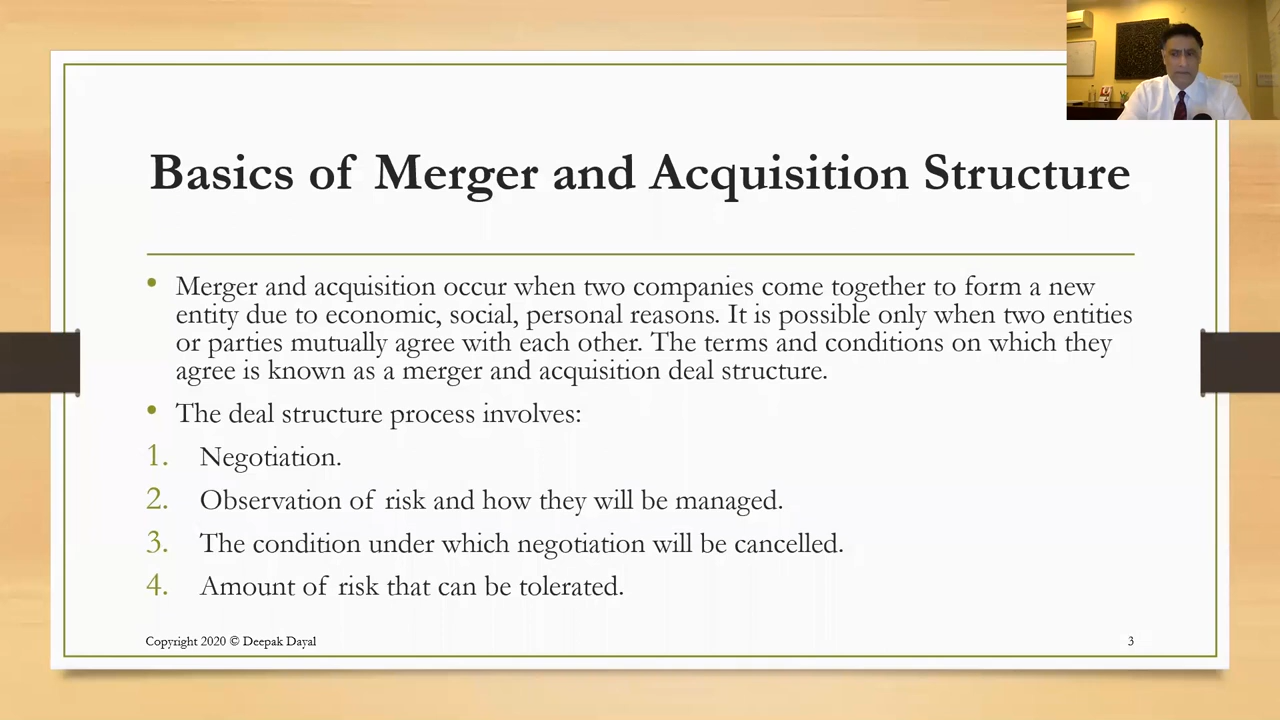 Basics of Merger and Acquisition Structure
• Merger and acquisition occur when two companies come together to form a new
entity due to economic, social, personal reasons. It is possible only when two entities
or parties mutually agree with each other. The terms and conditions on which they
agree is known as a merger and acquisition deal structure.
• The deal structure process involves:
1. Negotiation.
2. Observation of risk and how they will be managed.
3. The condition under which negotiation will be cancelled.
4. Amount of risk that can be tolerated.
Copyright 2020 © Deepak Dayal
3